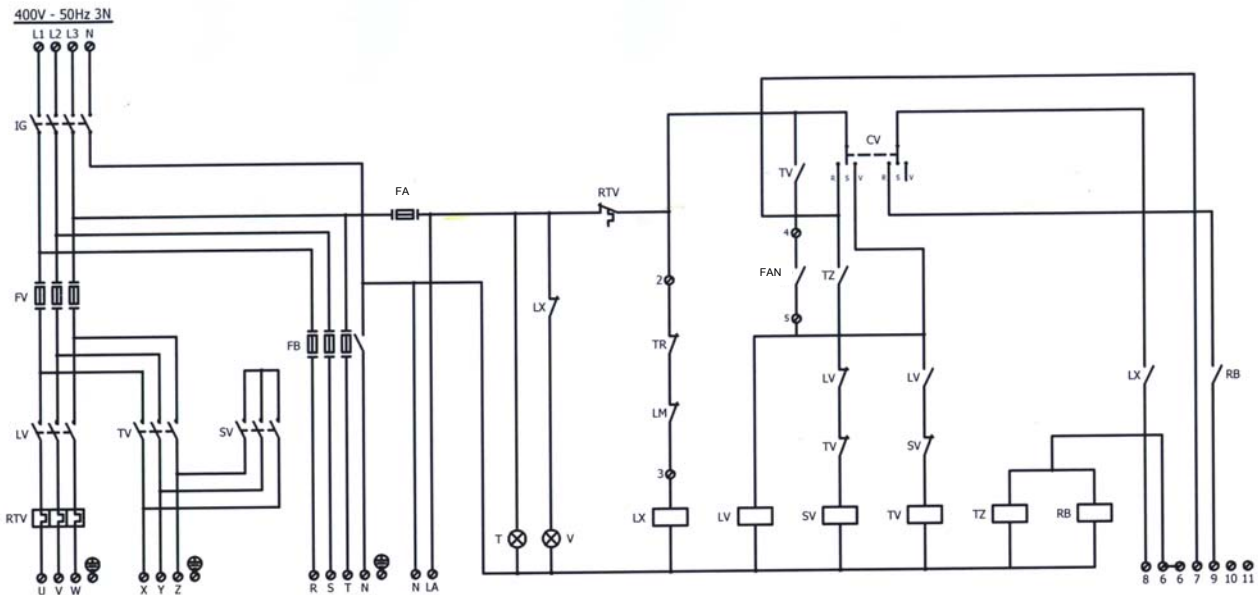 400V - 50Hz 3N
L1 L2 L3 N
IG
CV
TV
R S V R S V
FA
RTV
4
FAN
TZ
2
FV
LX
5
FB
TR
LX
RB
LV
LV
LM
LV
TV
SV
TV
SV
3
RTV
LX
LV
SV
TV
TZ
RB
T
V
U V W
X Y Z
R S T N
N LA
8 6 6 7 9 10 11